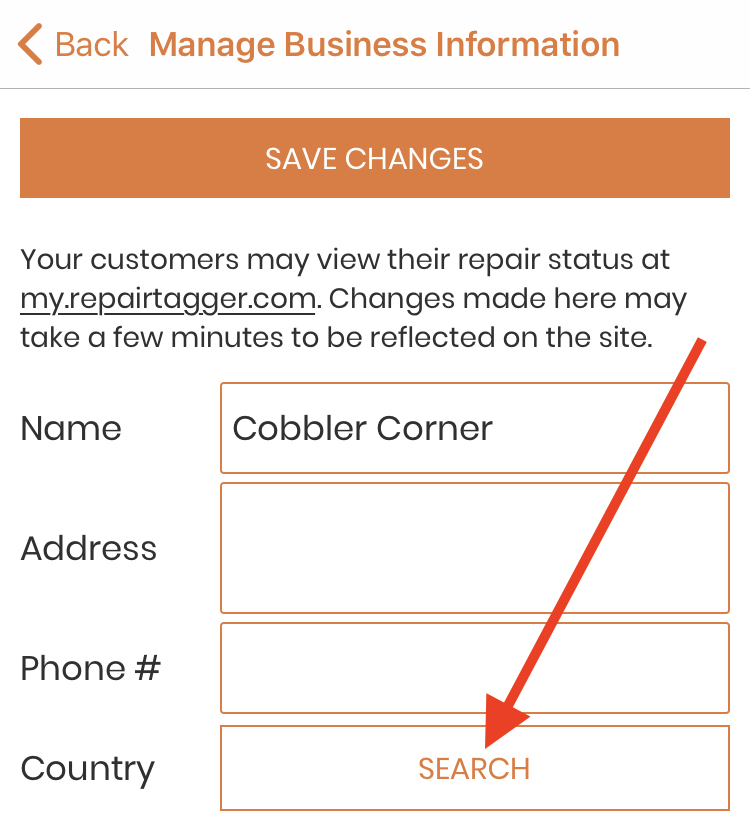 Back Manage Business Information
SAVE CHANGES
Your customers may view their repair status at
my.repairtagger.com. Changes made here may
take a few minutes to be reflected on the site.
Name Cobbler Corner
Address
Phone #
Country SEARCH